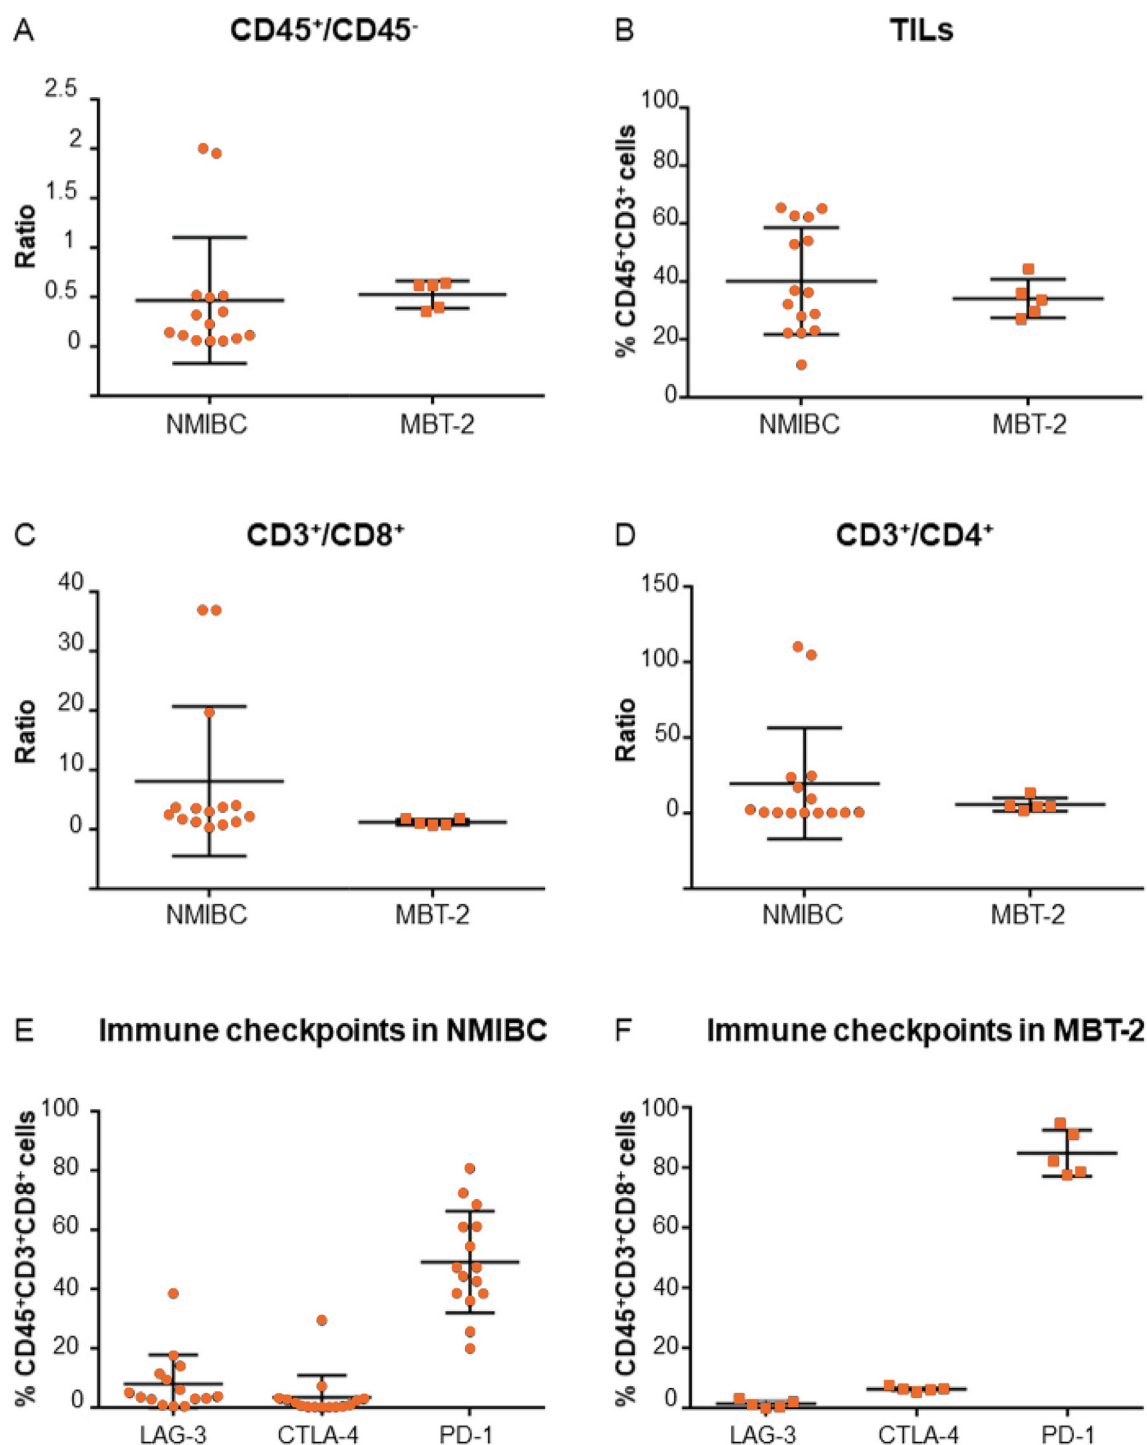 A CD45⁺/CD45⁻
2.5
2
1.5
1
0.5
0
Ratio
NMIBC MBT-2
B TILs
100
80
60
40
20
0
% CD45⁺CD3⁺ cells
NMIBC MBT-2
C CD3⁺/CD8⁺
40
30
20
10
0
Ratio
NMIBC MBT-2
D CD3⁺/CD4⁺
150
100
50
0
Ratio
NMIBC MBT-2
E Immune checkpoints in NMIBC
100
80
60
40
20
0
% CD45⁺CD3⁺CD8⁺ cells
LAG-3 CTLA-4 PD-1
F Immune checkpoints in MBT-2
100
80
60
40
20
0
% CD45⁺CD3⁺CD8⁺ cells
LAG-3 CTLA-4 PD-1